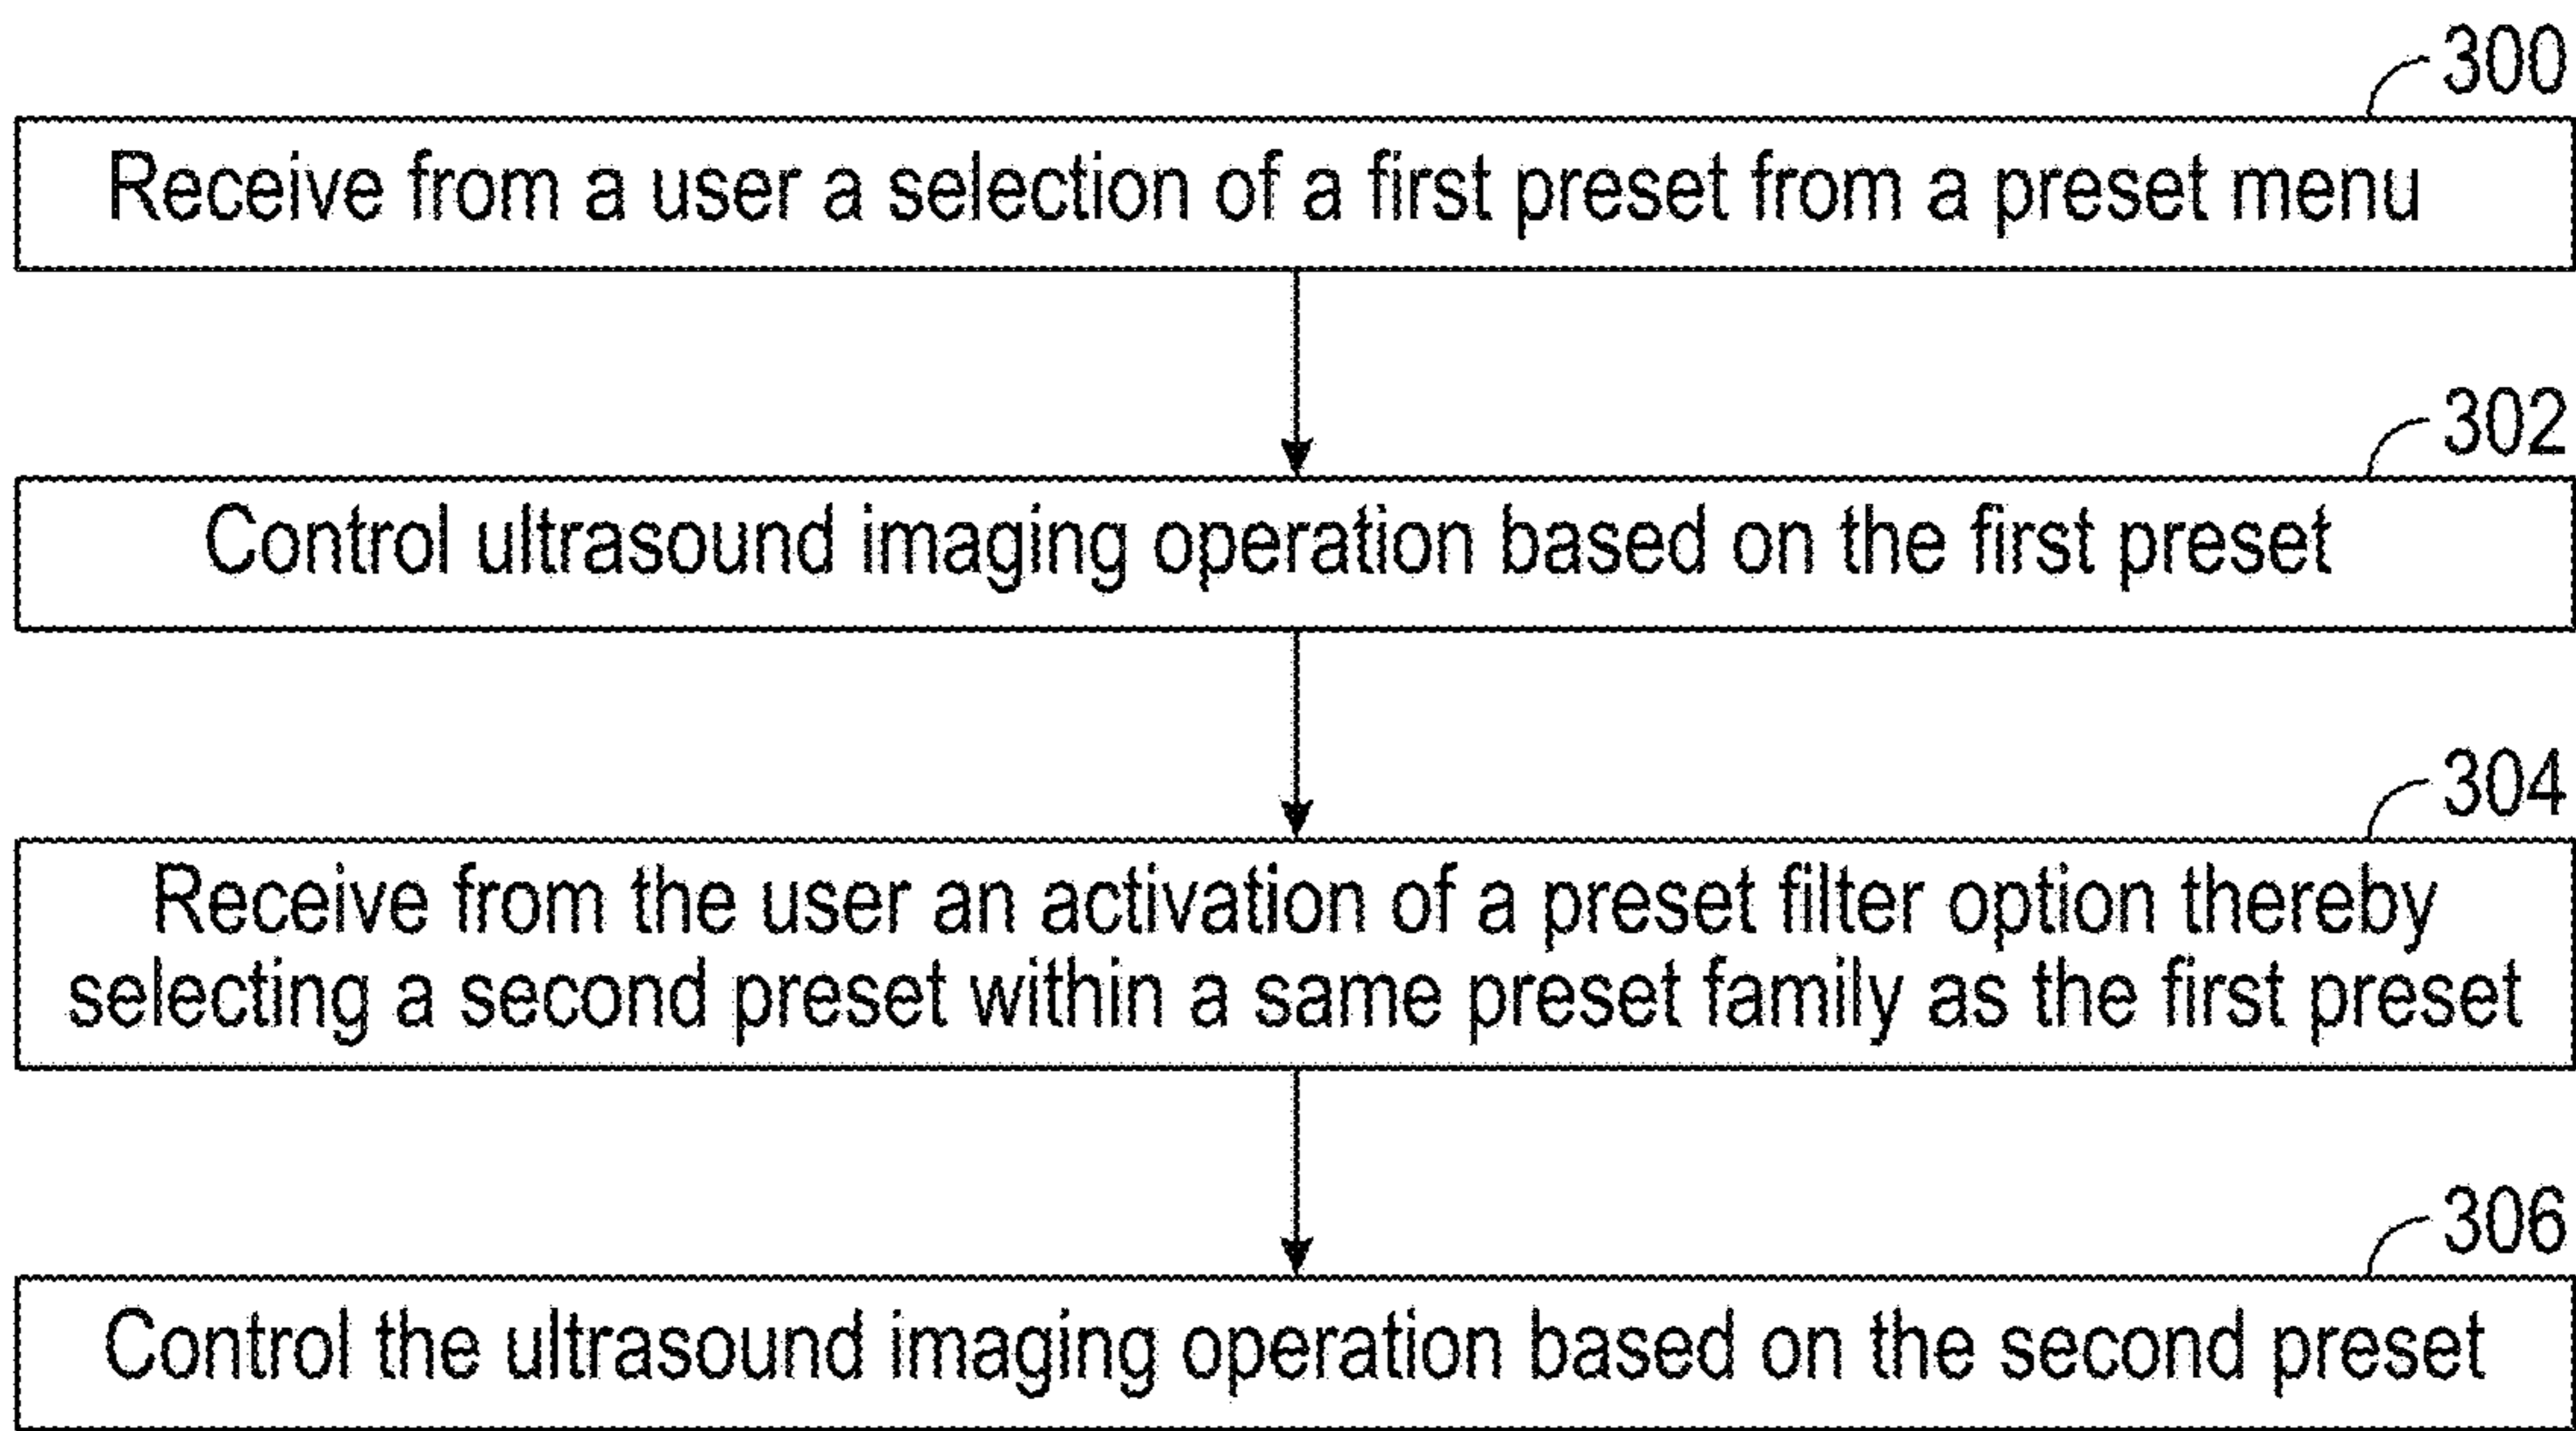 300
Receive from a user a selection of a first preset from a preset menu
302
Control ultrasound imaging operation based on the first preset
304
Receive from the user an activation of a preset filter option thereby
selecting a second preset within a same preset family as the first preset
306
Control the ultrasound imaging operation based on the second preset